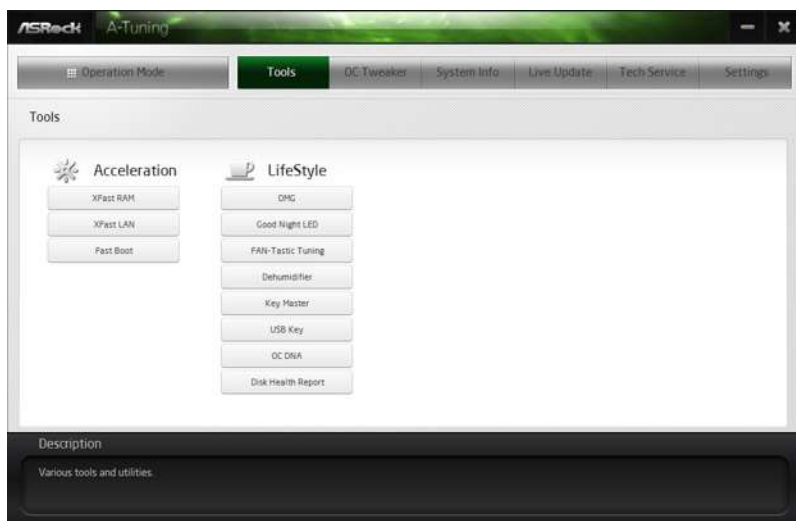 ASRock A-Tuning
Operation Mode Tools OC Tweaker System Info Live Update Tech Service Settings
Tools
Acceleration
XFast RAM
XFast LAN
Fast Boot
LifeStyle
OMG
Good Night LED
FAN-Tastic Tuning
Dehumidifier
Key Master
USB Key
OC DNA
Disk Health Report
Description
Various tools and utilities.